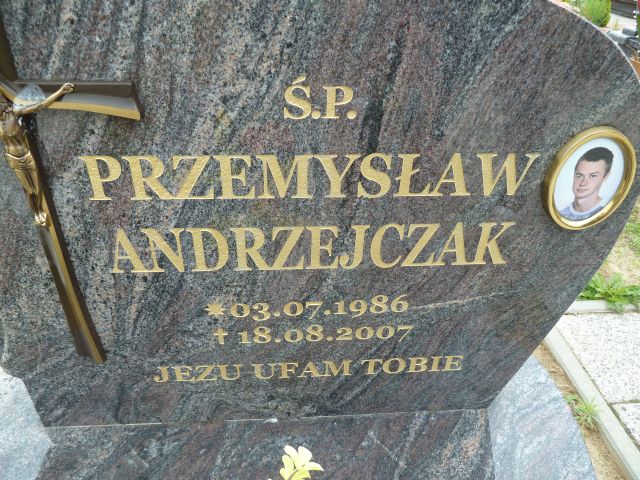 Ś.P.
PRZEMYSŁAW
ANDRZEJCZAK
✴03.07.1986
✝18.08.2007
JEZU UFAM TOBIE